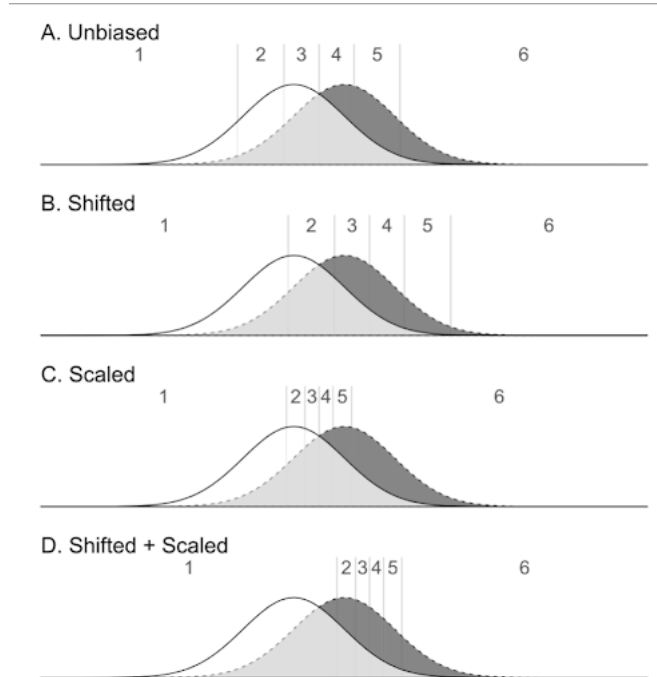 A. Unbiased
1 2 3 4 5 6
B. Shifted
1 2 3 4 5 6
C. Scaled
1 2 3 4 5 6
D. Shifted + Scaled
1 2 3 4 5 6